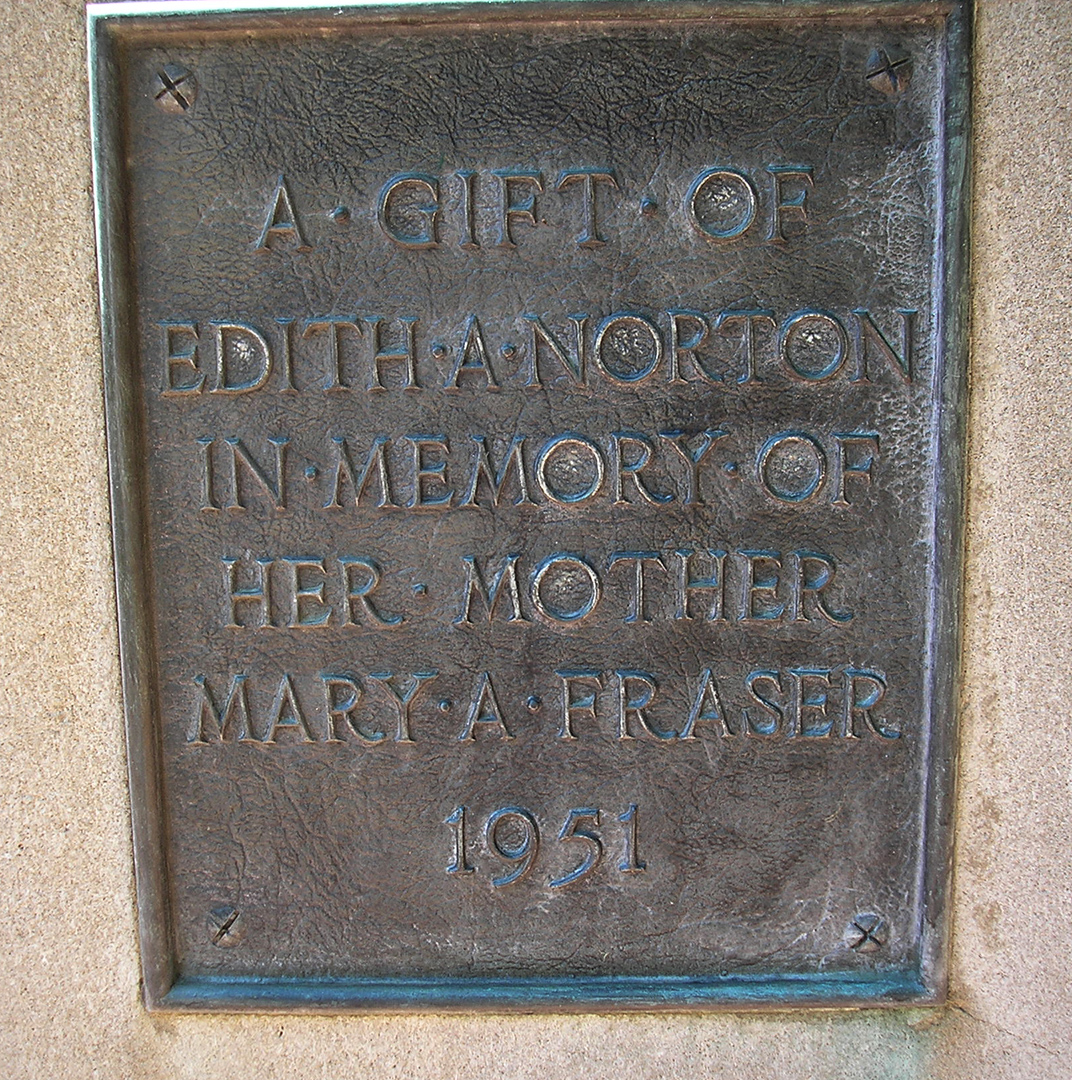 A · GIFT · OF
EDITH · A · NORTON
IN · MEMORY · OF
HER · MOTHER
MARY · A · FRASER
1951